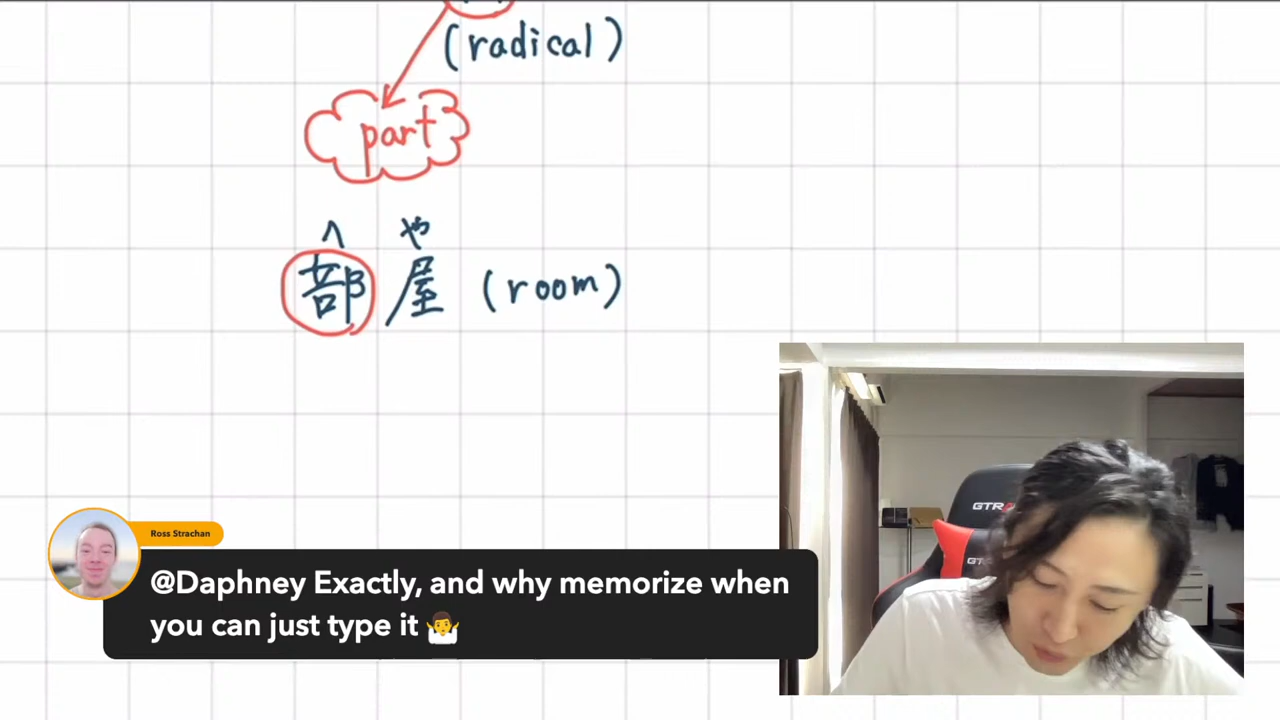 (radical)
part
へ や
部屋 (room)
GTR
Ross Strachan
@Daphney Exactly, and why memorize when
you can just type it 🤷‍♂️